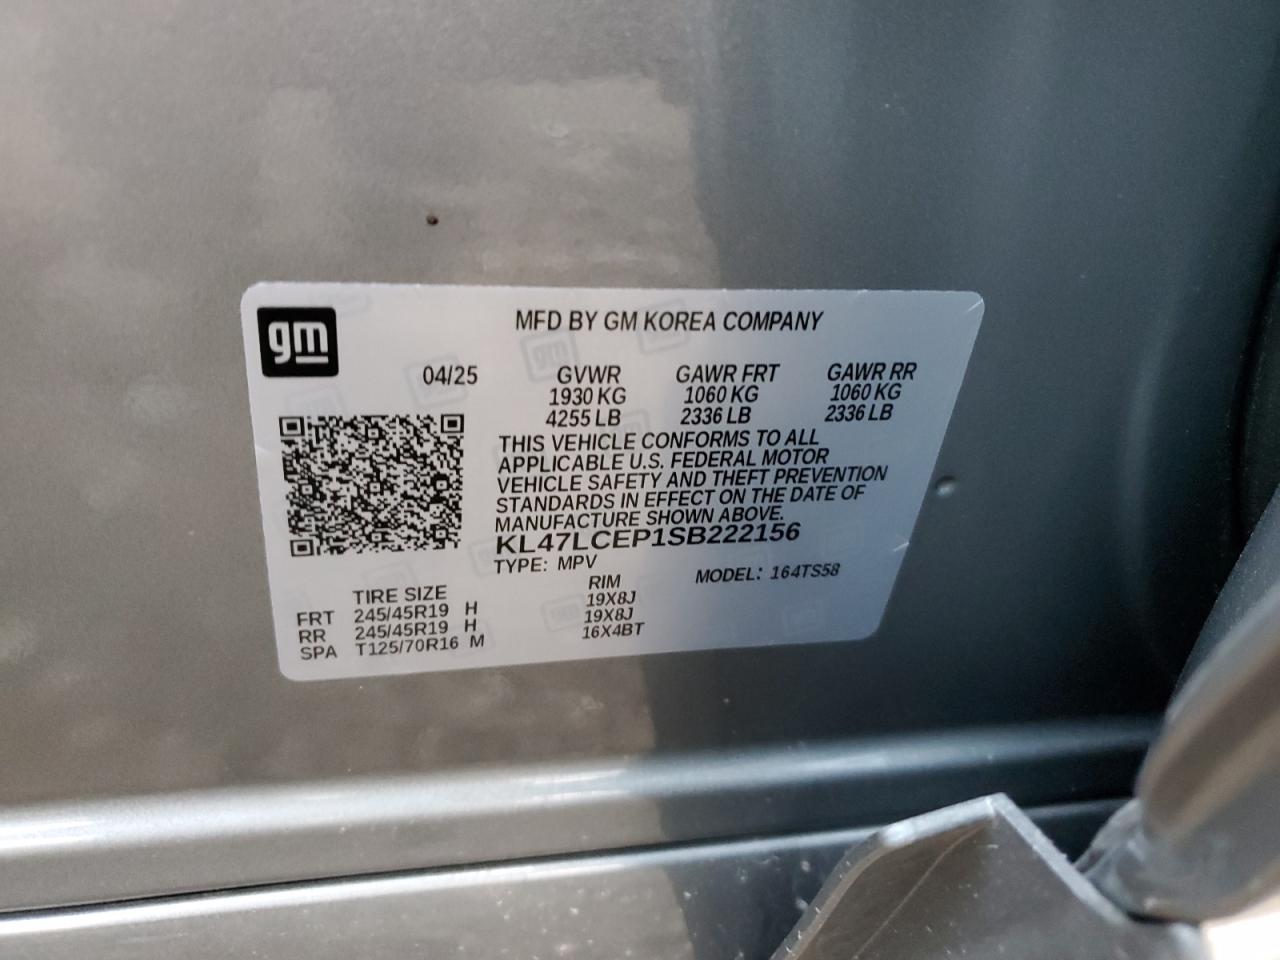 gm
MFD BY GM KOREA COMPANY
04/25 GVWR GAWR FRT GAWR RR
1930 KG 1060 KG 1060 KG
4255 LB 2336 LB 2336 LB
THIS VEHICLE CONFORMS TO ALL
APPLICABLE U.S. FEDERAL MOTOR
VEHICLE SAFETY AND THEFT PREVENTION
STANDARDS IN EFFECT ON THE DATE OF
MANUFACTURE SHOWN ABOVE.
KL47LCEP1SB222156
TYPE: MPV MODEL: 164TS58
TIRE SIZE RIM
FRT 245/45R19 H 19X8J
RR 245/45R19 H 19X8J
SPA T125/70R16 M 16X4BT